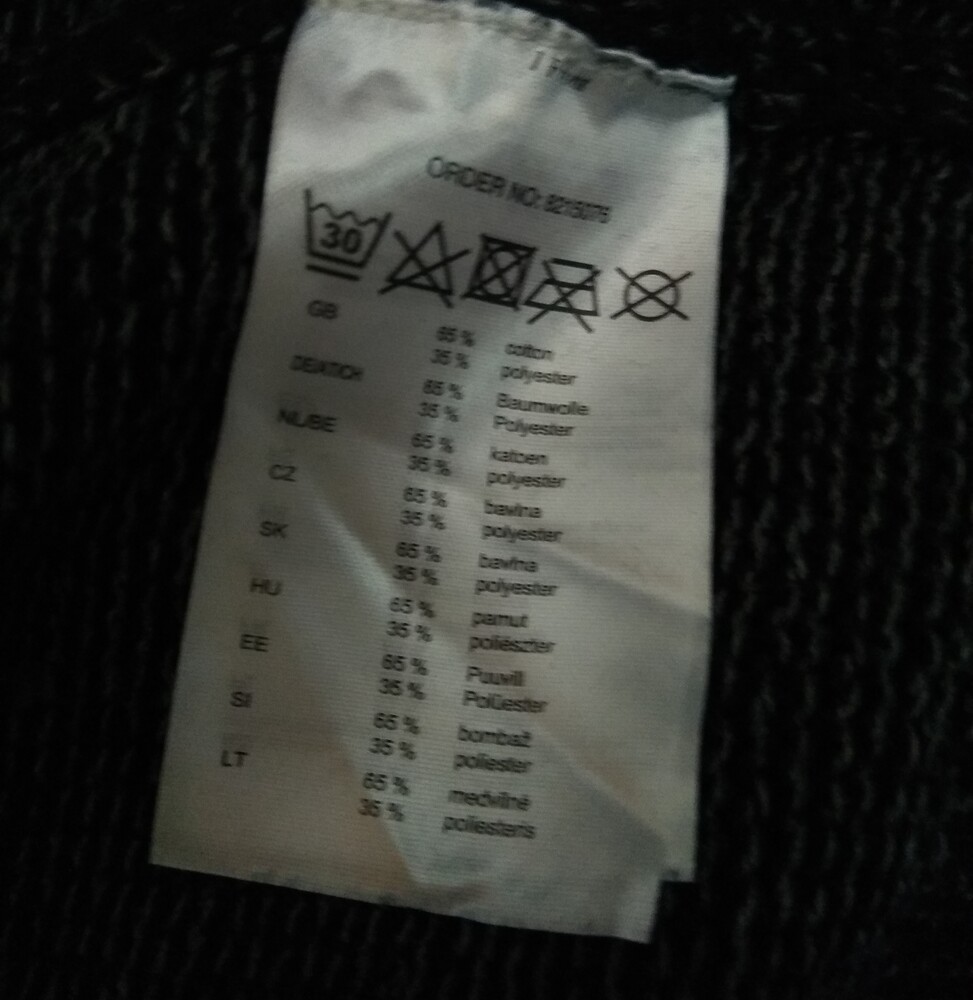 ORDER NO: 8215076
30
GB 65 % cotton
35 % polyester
DE/AT/CH 65 % Baumwolle
35 % Polyester
NL/BE 65 % katoen
35 % polyester
CZ 65 % bavlna
35 % polyester
SK 65 % bavlna
35 % polyester
HU 65 % pamut
35 % poliészter
EE 65 % Puuvill
35 % Polüester
SI 65 % bombaž
35 % poliester
LT 65 % medvilnė
35 % poliesteris